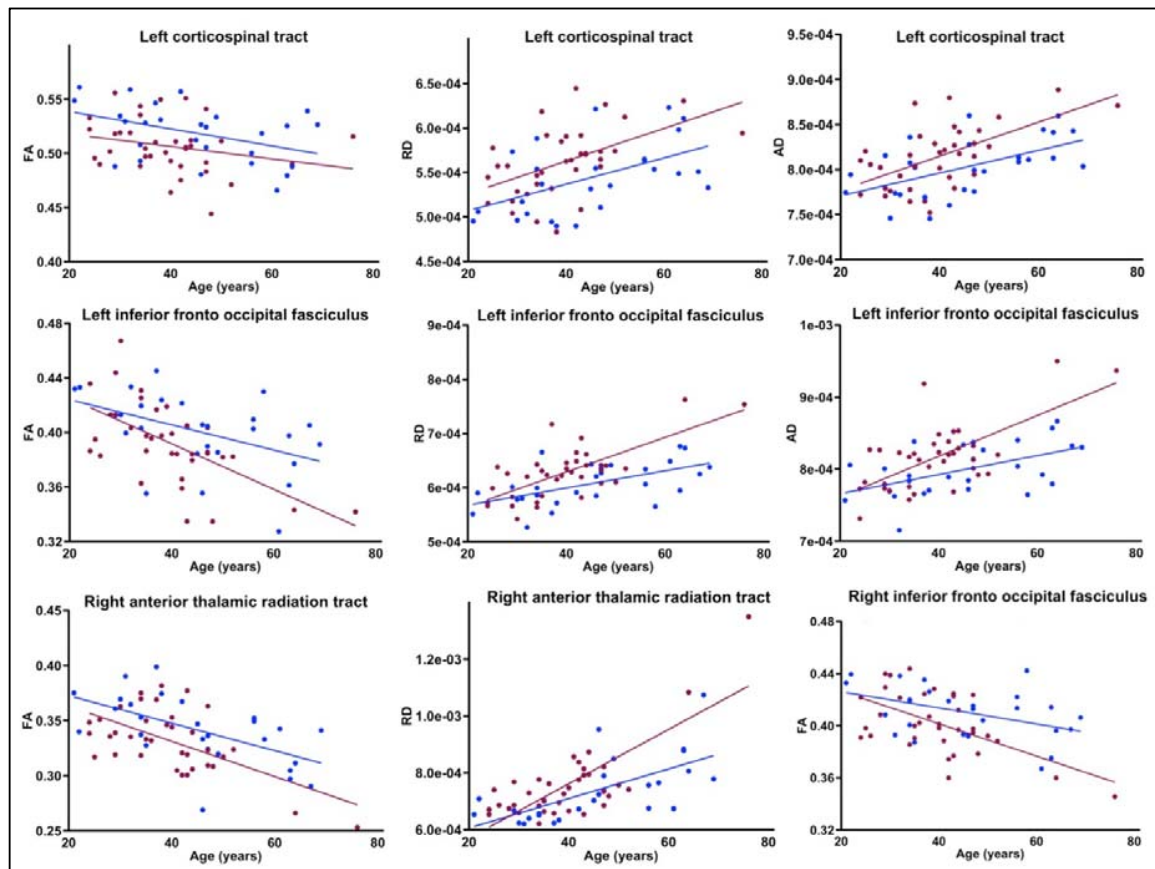 Left corticospinal tract
0.55
0.50
0.45
0.40
FA
20
40
60
80
Age (years)
Left corticospinal tract
6.5e-04
6.0e-04
5.5e-04
5.0e-04
4.5e-04
RD
20
40
60
80
Age (years)
Left corticospinal tract
9.5e-04
9.0e-04
8.5e-04
8.0e-04
7.5e-04
7.0e-04
AD
20
40
60
80
Age (years)
Left inferior fronto occipital fasciculus
0.48
0.44
0.40
0.36
0.32
FA
20
40
60
80
Age (years)
Left inferior fronto occipital fasciculus
9e-04
8e-04
7e-04
6e-04
5e-04
RD
20
40
60
80
Age (years)
Left inferior fronto occipital fasciculus
1e-03
9e-04
8e-04
7e-04
AD
20
40
60
80
Age (years)
Right anterior thalamic radiation tract
0.45
0.40
0.35
0.30
0.25
FA
20
40
60
80
Age (years)
Right anterior thalamic radiation tract
1.2e-03
1.0e-03
8.0e-04
6.0e-04
RD
20
40
60
80
Age (years)
Right inferior fronto occipital fasciculus
0.48
0.44
0.40
0.36
0.32
FA
20
40
60
80
Age (years)